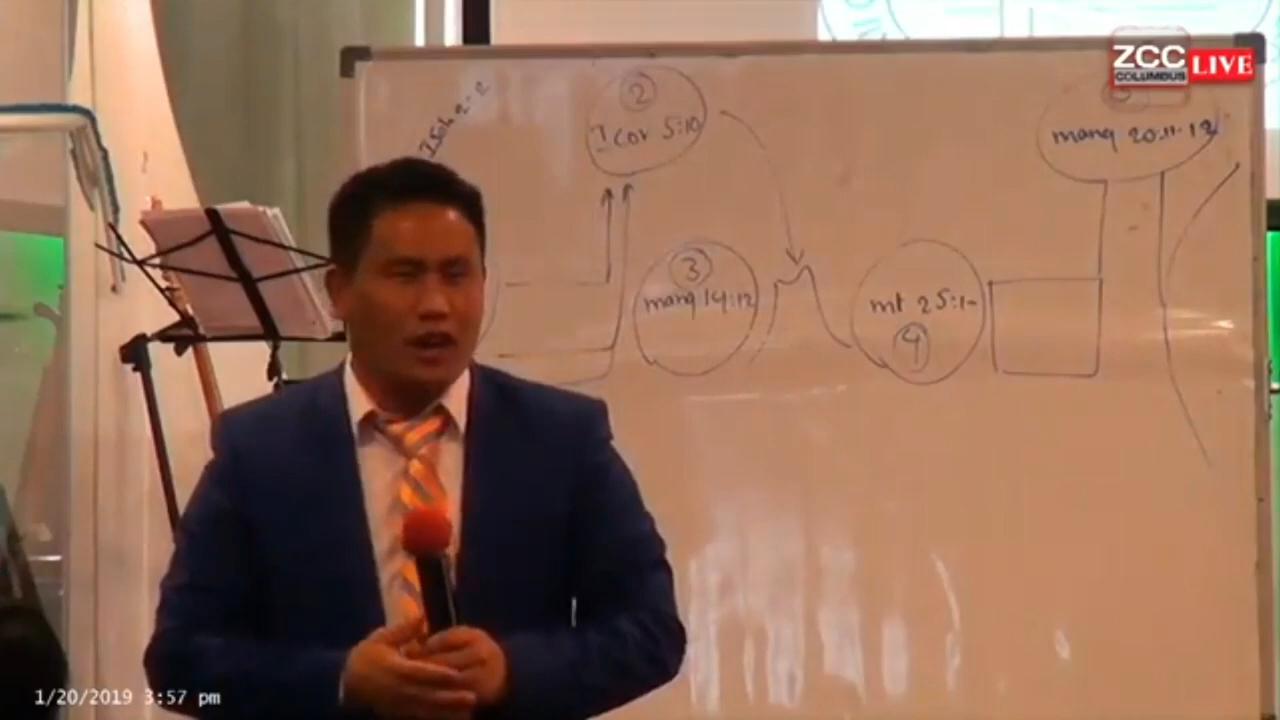 ZCC LIVE
COLUMBUS
2
I cor 5:10
mang 20:11-12
3
mang 14:12
mt 25:1-
4
1/20/2019 3:57 pm